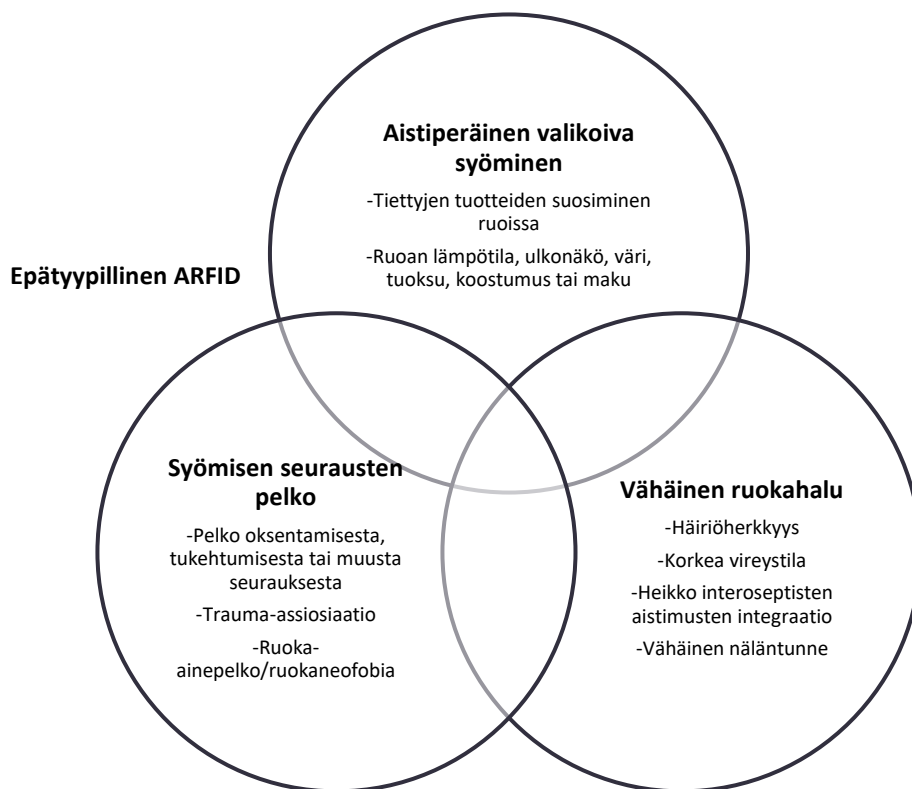 Aistiperäinen valikoiva
syöminen
-Tiettyjen tuotteiden suosiminen
ruoissa
-Ruoan lämpötila, ulkonäkö, väri,
tuoksu, koostumus tai maku
Epätyypillinen ARFID
Syömisen seurausten
pelko
-Pelko oksentamisesta,
tukehtumisesta tai muusta
seurauksesta
-Trauma-assiosiaatio
-Ruoka-
ainepelko/ruokaneofobia
Vähäinen ruokahalu
-Häiriöherkkyys
-Korkea vireystila
-Heikko interoseptisten
aistimusten integraatio
-Vähäinen näläntunne